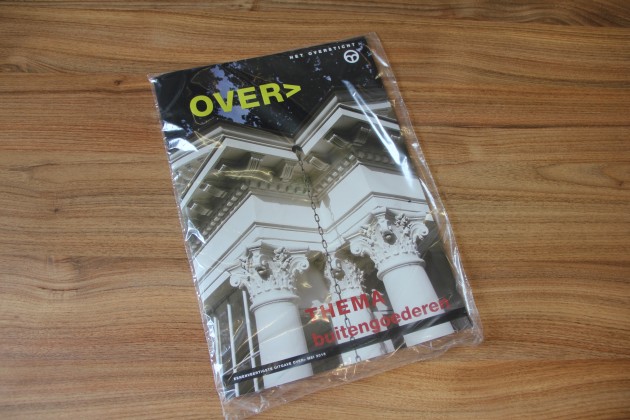 HET OVERSTICHT
OVER>
THEMA
buitengoederen